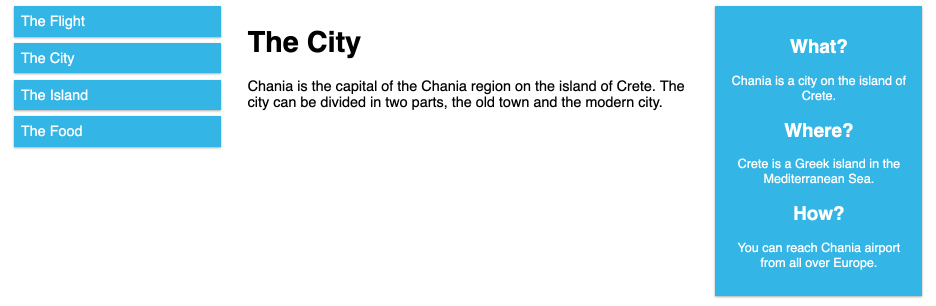 The Flight
The City
The Island
The Food
The City
Chania is the capital of the Chania region on the island of Crete. The
city can be divided in two parts, the old town and the modern city.
What?
Chania is a city on the island of
Crete.
Where?
Crete is a Greek island in the
Mediterranean Sea.
How?
You can reach Chania airport
from all over Europe.